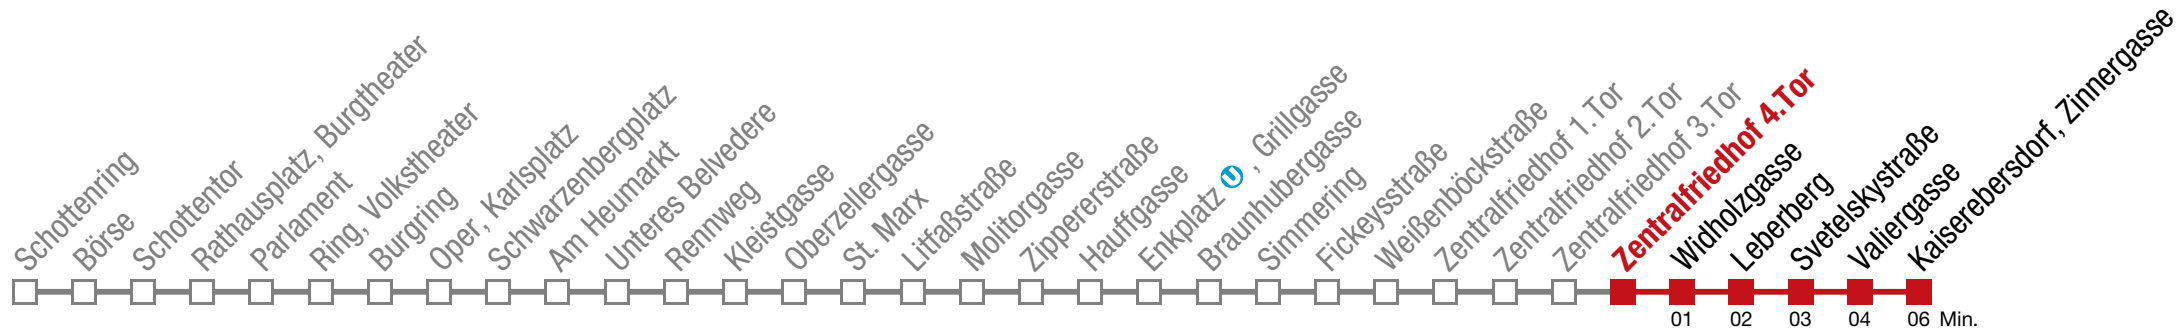 Schottenring
Börse
Schottentor
Rathausplatz, Burgtheater
Parlament
Ring, Volkstheater
Burgring
Oper, Karlsplatz
Schwarzenbergplatz
Am Heumarkt
Unteres Belvedere
Rennweg
Kleistgasse
Oberzellergasse
St. Marx
Litfaßstraße
Molitorgasse
Zippererstraße
Hauffgasse
Enkplatz U, Grillgasse
Braunhubergasse
Simmering
Fickeysstraße
Weißenböckstraße
Zentralfriedhof 1.Tor
Zentralfriedhof 2.Tor
Zentralfriedhof 3.Tor
Zentralfriedhof 4.Tor
Widholzgasse
Leberberg
Svetelskystraße
Valiergasse
Kaiserebersdorf, Zinnergasse
01 02 03 04 06 Min.